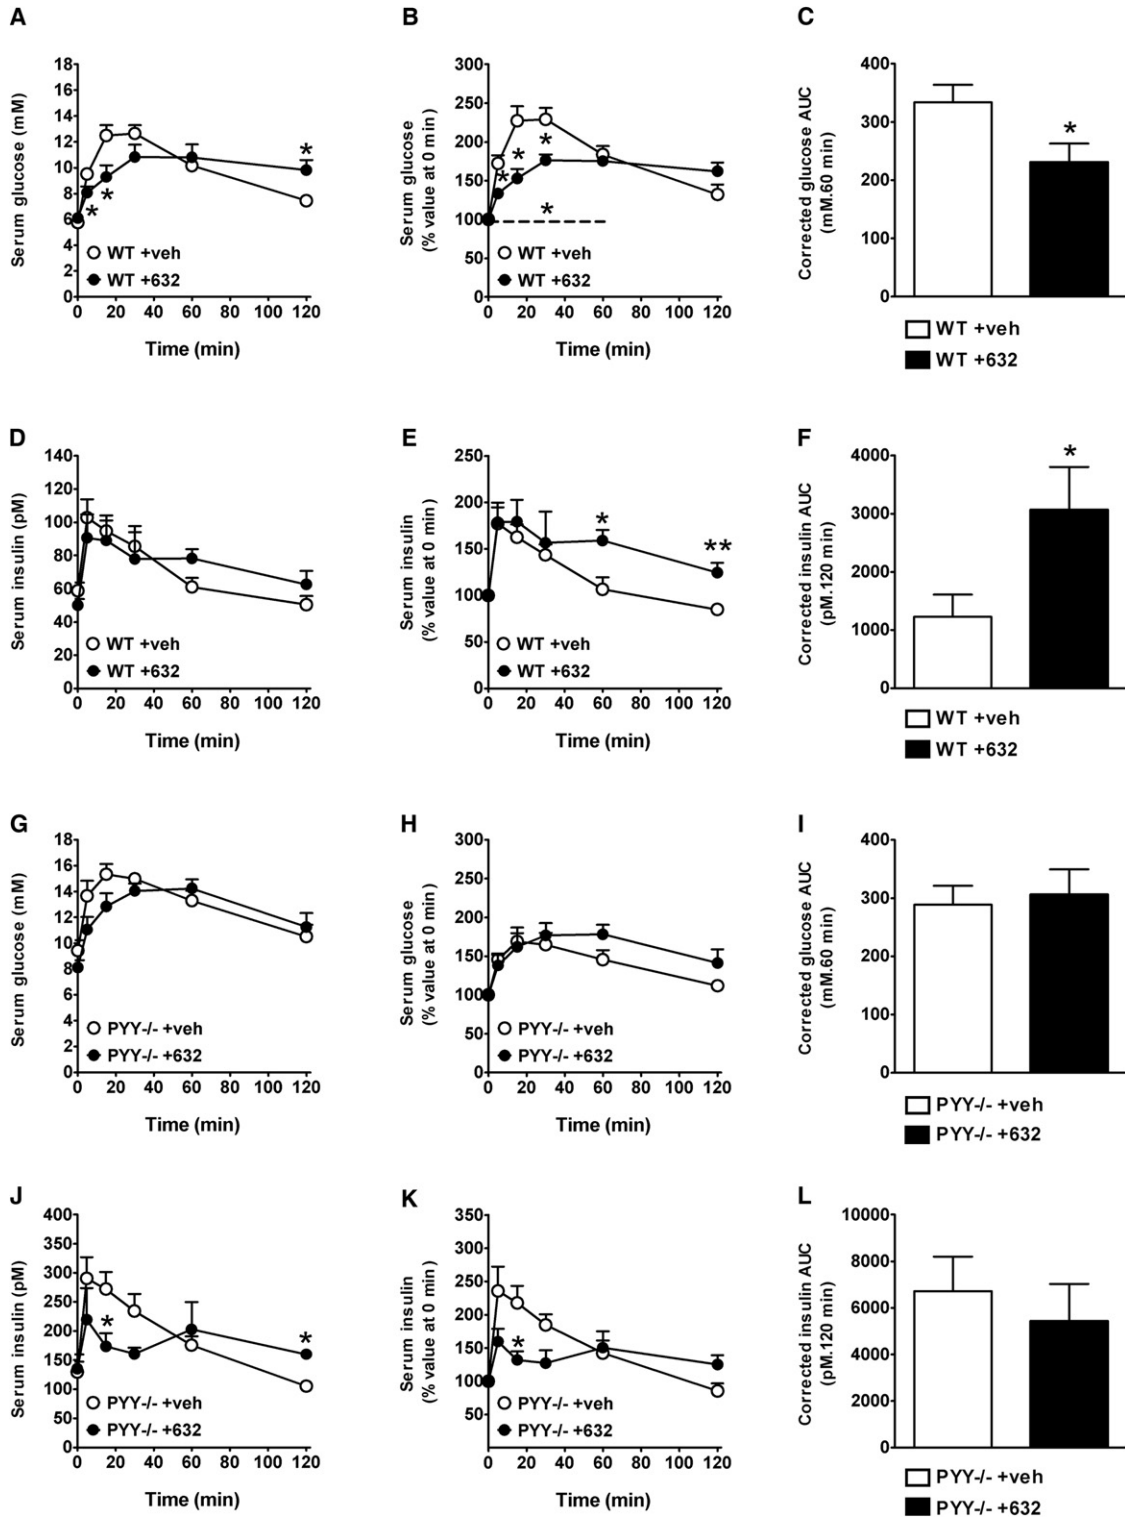 A
Serum glucose (mM)
18
16
14
12
10
8
6
4
2
0
*
*
*
WT +veh
WT +632
0 20 40 60 80 100 120
Time (min)
B
Serum glucose
(% value at 0 min)
300
250
200
150
100
50
0
*
*
*
*
WT +veh
WT +632
0 20 40 60 80 100 120
Time (min)
C
Corrected glucose AUC
(mM.60 min)
400
300
200
100
0
*
WT +veh
WT +632
D
Serum insulin (pM)
140
120
100
80
60
40
20
0
WT +veh
WT +632
0 20 40 60 80 100 120
Time (min)
E
Serum insulin
(% value at 0 min)
250
200
150
100
50
0
*
**
WT +veh
WT +632
0 20 40 60 80 100 120
Time (min)
F
Corrected insulin AUC
(pM.120 min)
4000
3000
2000
1000
0
*
WT +veh
WT +632
G
Serum glucose (mM)
18
16
14
12
10
8
6
4
2
0
PYY-/- +veh
PYY-/- +632
0 20 40 60 80 100 120
Time (min)
H
Serum glucose
(% value at 0 min)
300
250
200
150
100
50
0
PYY-/- +veh
PYY-/- +632
0 20 40 60 80 100 120
Time (min)
I
Corrected glucose AUC
(mM.60 min)
400
300
200
100
0
PYY-/- +veh
PYY-/- +632
J
Serum insulin (pM)
400
350
300
250
200
150
100
50
0
*
*
PYY-/- +veh
PYY-/- +632
0 20 40 60 80 100 120
Time (min)
K
Serum insulin
(% value at 0 min)
350
300
250
200
150
100
50
*
PYY-/- +veh
PYY-/- +632
0 20 40 60 80 100 120
Time (min)
L
Corrected insulin AUC
(pM.120 min)
10000
8000
6000
4000
2000
0
PYY-/- +veh
PYY-/- +632